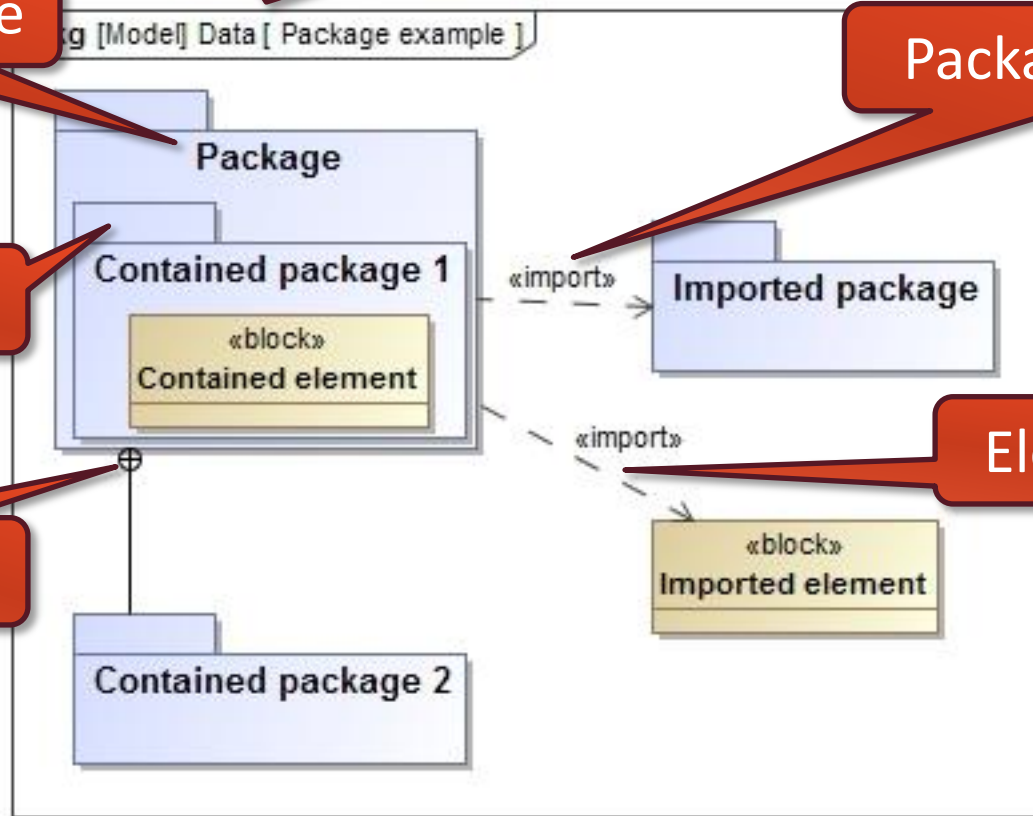 e
kg [Model] Data [ Package example ]
Packa
Package
Contained package 1
«import»
Imported package
«block»
Contained element
«import»
Ele
«block»
Imported element
Contained package 2